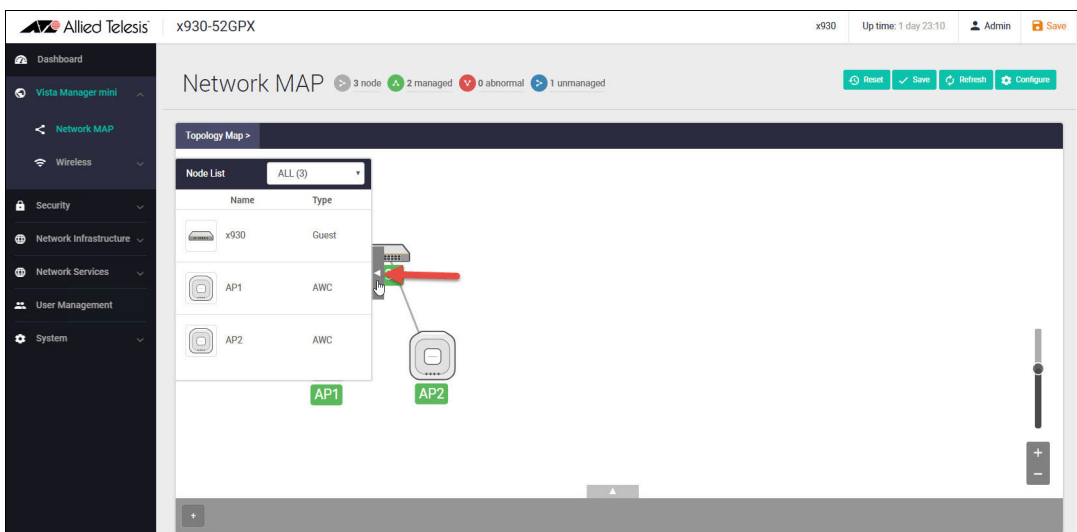 Allied Telesis
x930-52GPX
x930
Up time: 1 day 23:10
Admin
Save
Dashboard
Vista Manager mini
Network MAP
Wireless
Security
Network Infrastructure
Network Services
User Management
System
Network MAP
3 node
2 managed
0 abnormal
1 unmanaged
Reset
Save
Refresh
Configure
Topology Map >
Node List
ALL (3)
Name Type
x930 Guest
AP1 AWC
AP2 AWC
AP1
AP2
+
−
+